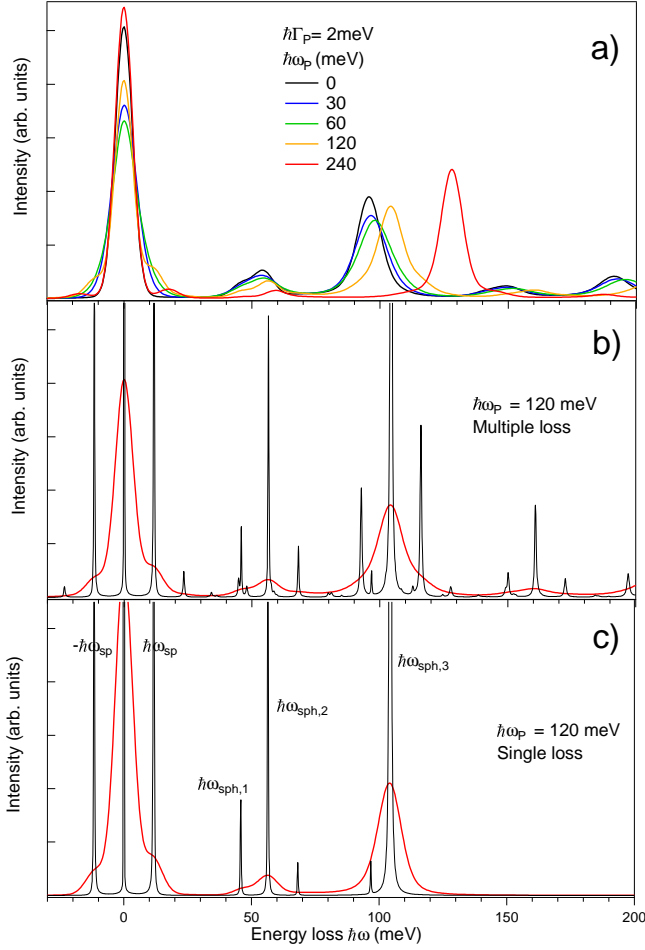 a)
ℏΓP= 2meV
ℏωP (meV)
0
30
60
120
240
Intensity (arb. units)
b)
ℏωP = 120 meV
Multiple loss
Intensity (arb. units)
c)
-ℏωsp
ℏωsp
ℏωsph,3
ℏωsph,2
ℏωsph,1
ℏωP = 120 meV
Single loss
Intensity (arb. units)
0
50
100
150
200
Energy loss ℏω (meV)